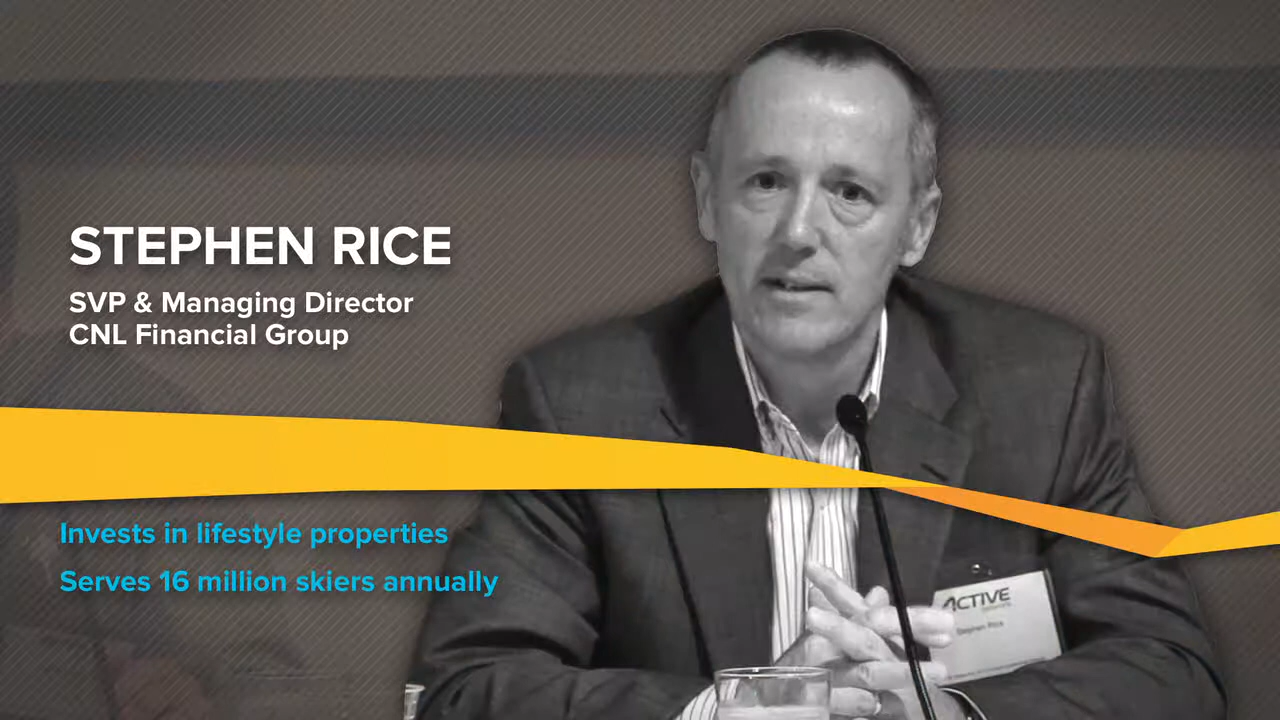 STEPHEN RICE
SVP & Managing Director
CNL Financial Group
Invests in lifestyle properties
Serves 16 million skiers annually
ACTIVE
Stephen Rice